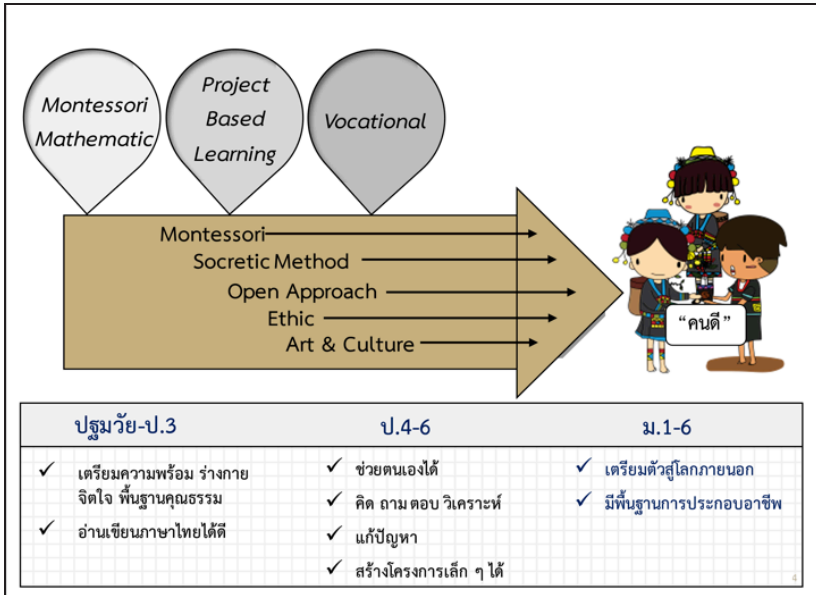 Montessori
Mathematic
Project
Based
Learning
Vocational
Montessori
Socretic Method
Open Approach
Ethic
Art & Culture
“คนดี”
ปฐมวัย-ป.3
✓ เตรียมความพร้อม ร่างกาย
จิตใจ พื้นฐานคุณธรรม
✓ อ่านเขียนภาษาไทยได้ดี
ป.4-6
✓ ช่วยตนเองได้
✓ คิด ถาม ตอบ วิเคราะห์
✓ แก้ปัญหา
✓ สร้างโครงการเล็ก ๆ ได้
ม.1-6
✓ เตรียมตัวสู่โลกภายนอก
✓ มีพื้นฐานการประกอบอาชีพ
4